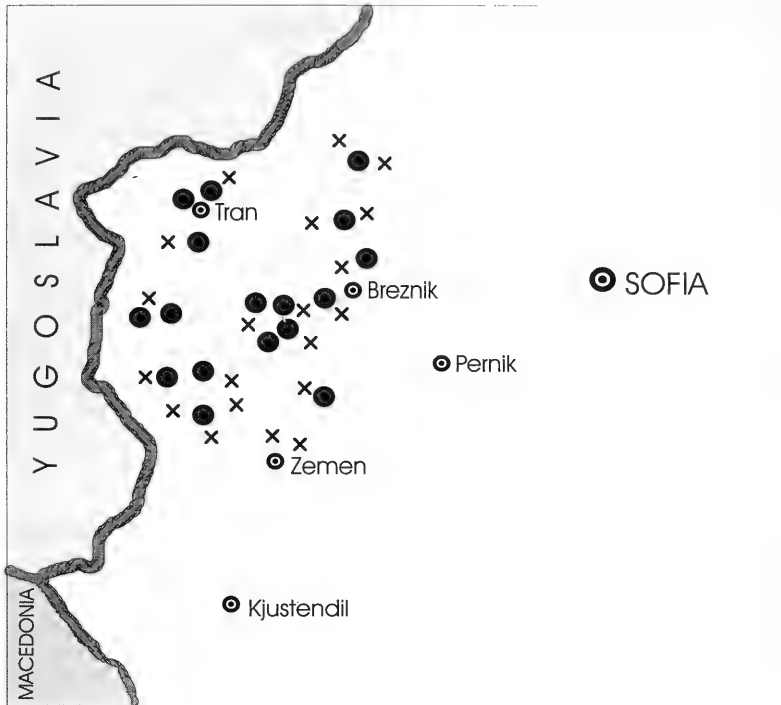 YUGOSLAVIA
Tran
SOFIA
Breznik
Pernik
Zemen
Kjustendil
MACEDONIA